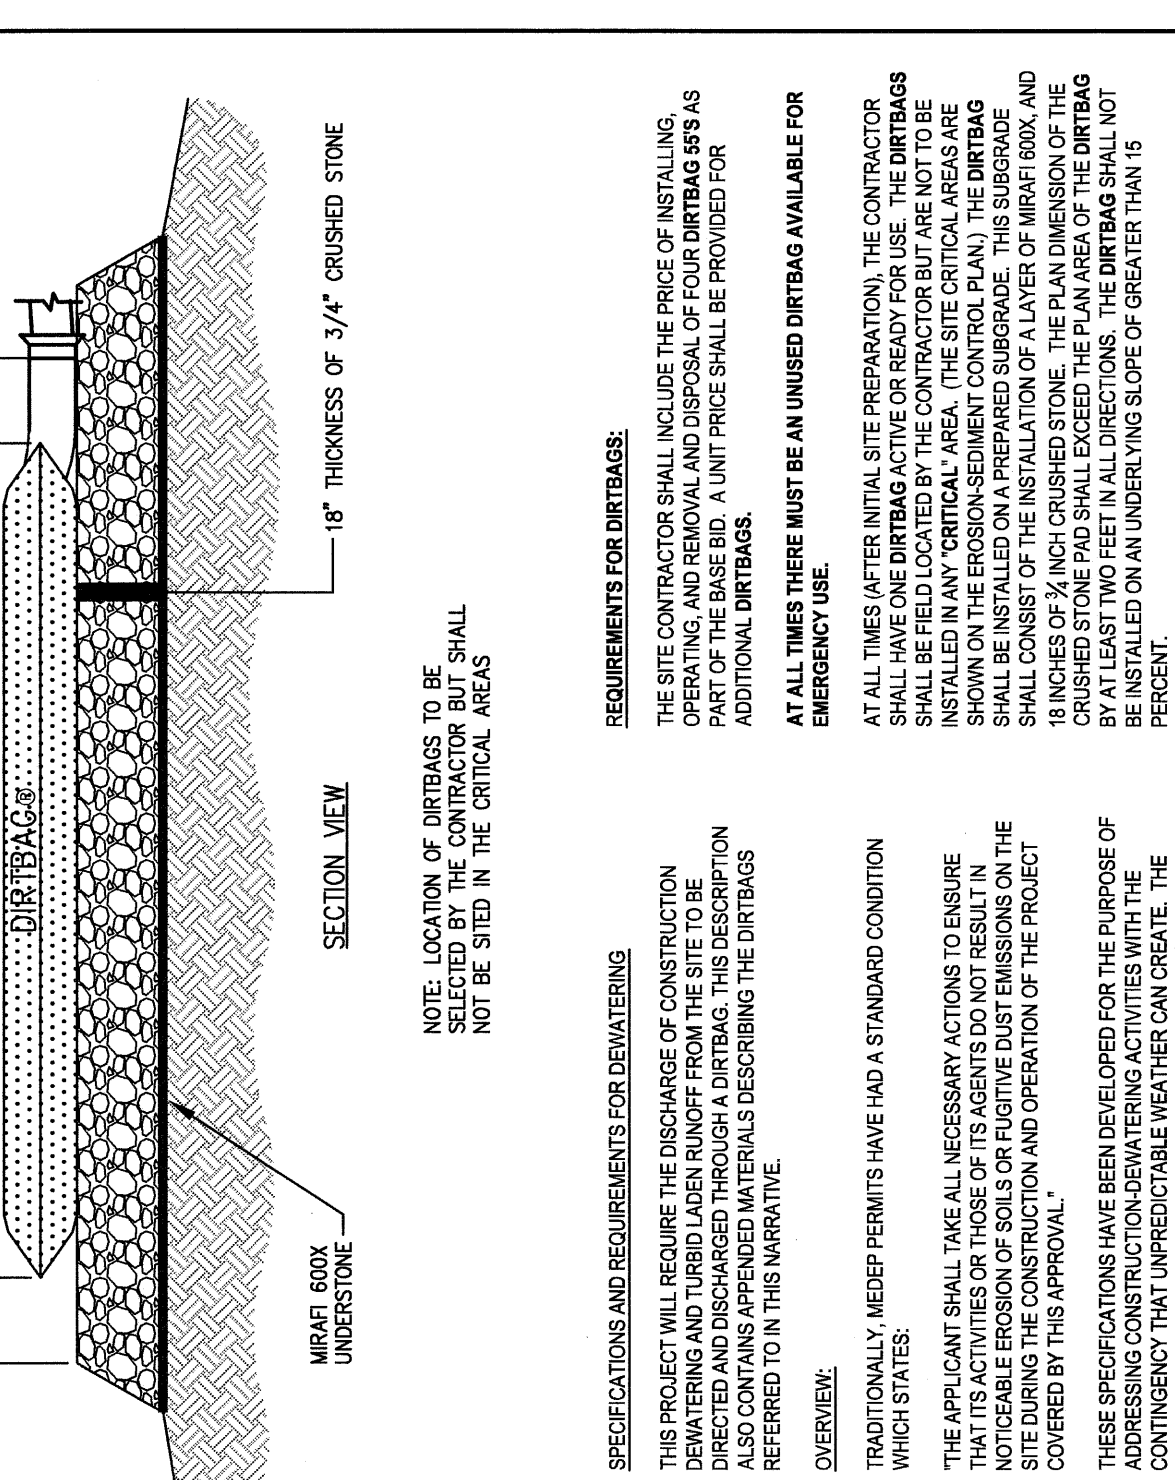 DIRTBAG®
18" THICKNESS OF 3/4" CRUSHED STONE
MIRAFI 600X
UNDERSTONE
SECTION VIEW
NOTE: LOCATION OF DIRTBAGS TO BE
SELECTED BY THE CONTRACTOR BUT SHALL
NOT BE SITED IN THE CRITICAL AREAS
SPECIFICATIONS AND REQUIREMENTS FOR DEWATERING
THIS PROJECT WILL REQUIRE THE DISCHARGE OF CONSTRUCTION
DEWATERING AND TURBID LADEN RUNOFF FROM THE SITE TO BE
DIRECTED AND DISCHARGED THROUGH A DIRTBAG. THIS DESCRIPTION
ALSO CONTAINS APPENDED MATERIALS DESCRIBING THE DIRTBAGS
REFERRED TO IN THIS NARRATIVE.
OVERVIEW:
TRADITIONALLY, MEDEP PERMITS HAVE HAD A STANDARD CONDITION
WHICH STATES:
"THE APPLICANT SHALL TAKE ALL NECESSARY ACTIONS TO ENSURE
THAT ITS ACTIVITIES OR THOSE OF ITS AGENTS DO NOT RESULT IN
NOTICEABLE EROSION OF SOILS OR FUGITIVE DUST EMISSIONS ON THE
SITE DURING THE CONSTRUCTION AND OPERATION OF THE PROJECT
COVERED BY THIS APPROVAL."
THESE SPECIFICATIONS HAVE BEEN DEVELOPED FOR THE PURPOSE OF
ADDRESSING CONSTRUCTION-DEWATERING ACTIVITIES WITH THE
CONTINGENCY THAT UNPREDICTABLE WEATHER CAN CREATE. THE
REQUIREMENTS FOR DIRTBAGS:
THE SITE CONTRACTOR SHALL INCLUDE THE PRICE OF INSTALLING,
OPERATING, AND REMOVAL AND DISPOSAL OF FOUR DIRTBAG 55'S AS
PART OF THE BASE BID. A UNIT PRICE SHALL BE PROVIDED FOR
ADDITIONAL DIRTBAGS.
AT ALL TIMES THERE MUST BE AN UNUSED DIRTBAG AVAILABLE FOR
EMERGENCY USE.
AT ALL TIMES (AFTER INITIAL SITE PREPARATION), THE CONTRACTOR
SHALL HAVE ONE DIRTBAG ACTIVE OR READY FOR USE. THE DIRTBAGS
SHALL BE FIELD LOCATED BY THE CONTRACTOR BUT ARE NOT TO BE
INSTALLED IN ANY "CRITICAL" AREA. (THE SITE CRITICAL AREAS ARE
SHOWN ON THE EROSION-SEDIMENT CONTROL PLAN.) THE DIRTBAG
SHALL BE INSTALLED ON A PREPARED SUBGRADE. THIS SUBGRADE
SHALL CONSIST OF THE INSTALLATION OF A LAYER OF MIRAFI 600X, AND
18 INCHES OF ¾ INCH CRUSHED STONE. THE PLAN DIMENSION OF THE
CRUSHED STONE PAD SHALL EXCEED THE PLAN AREA OF THE DIRTBAG
BY AT LEAST TWO FEET IN ALL DIRECTIONS. THE DIRTBAG SHALL NOT
BE INSTALLED ON AN UNDERLYING SLOPE OF GREATER THAN 15
PERCENT.